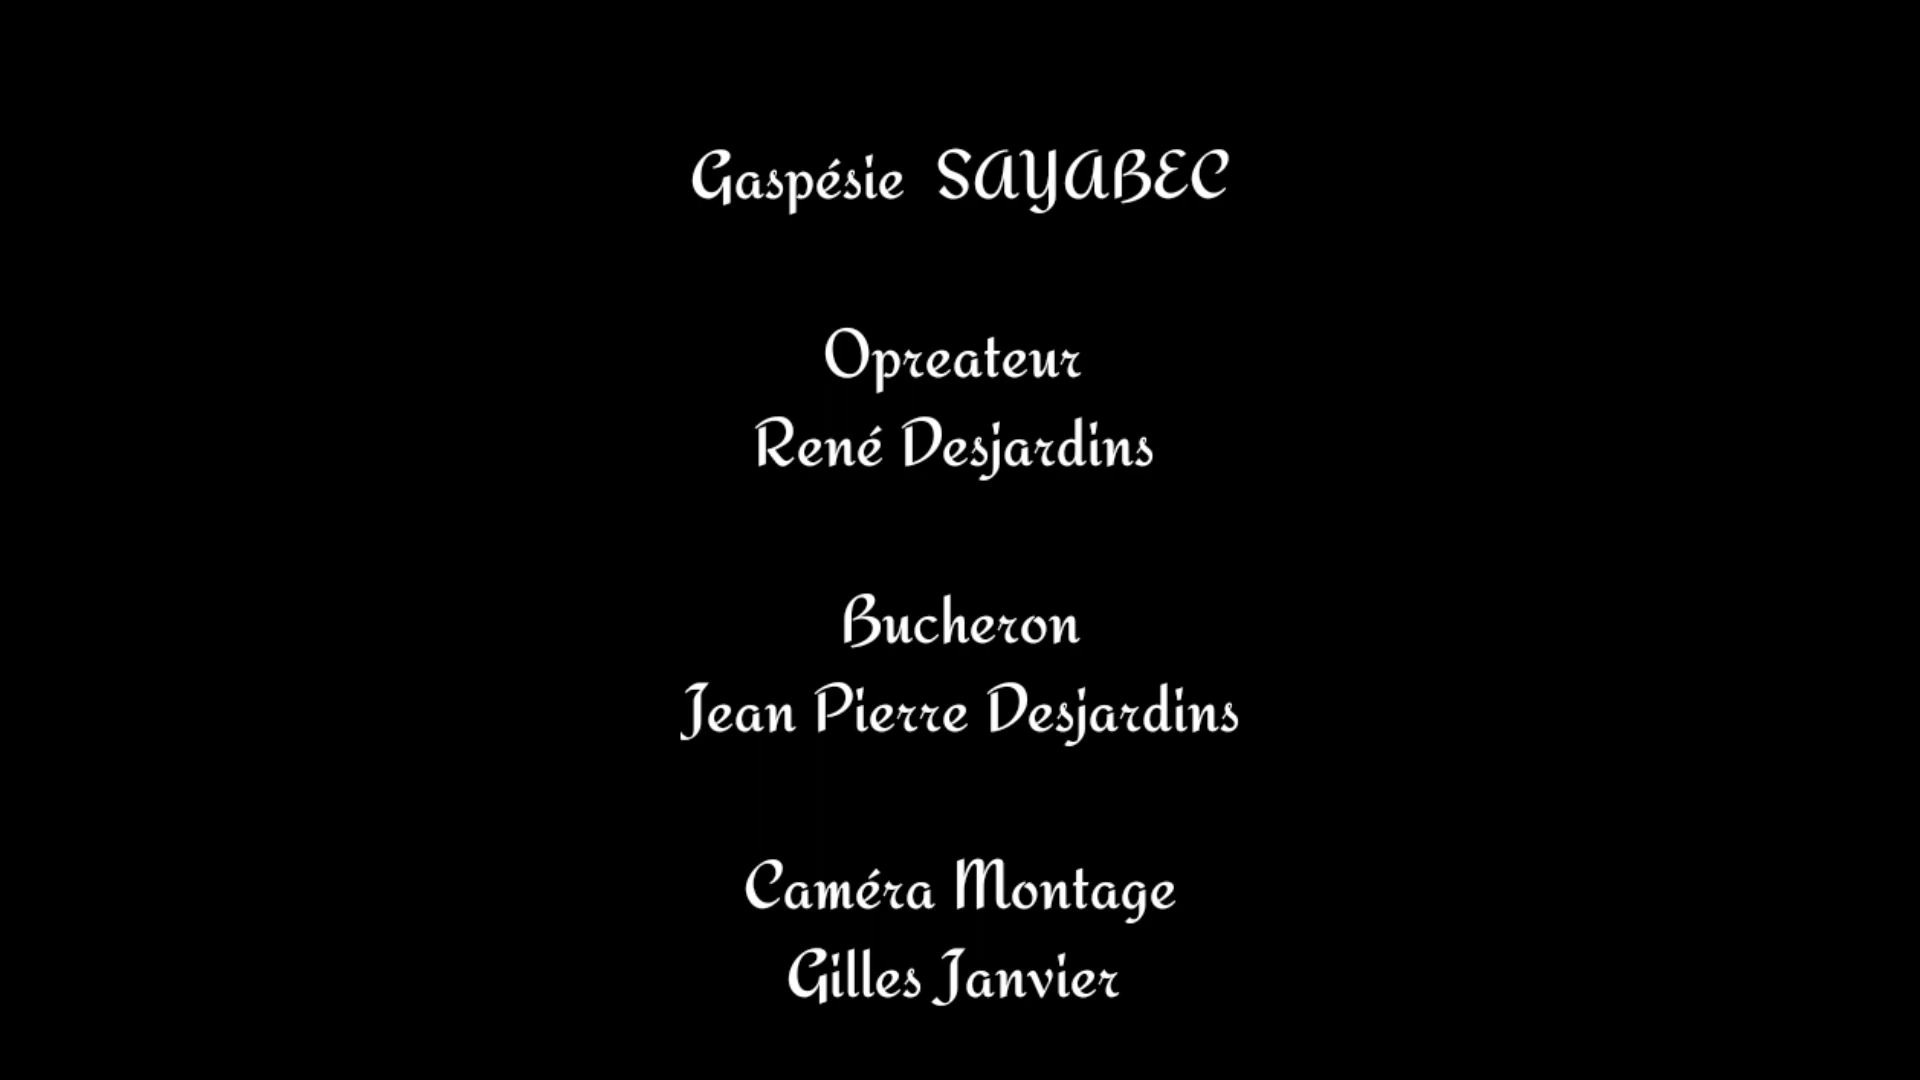 Gaspésie SAYABEC
Opreateur
René Desjardins
Bucheron
Jean Pierre Desjardins
Caméra Montage
Gilles Janvier